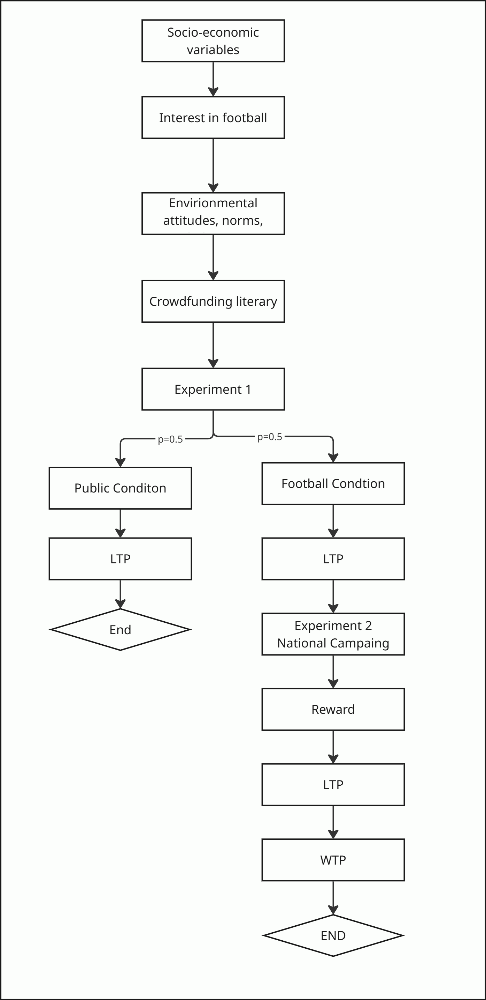 Socio-economic
variables
Interest in football
Envirionmental
attitudes, norms,
Crowdfunding literary
Experiment 1
p=0.5
p=0.5
Public Conditon
Football Condtion
LTP
LTP
End
Experiment 2
National Campaing
Reward
LTP
WTP
END